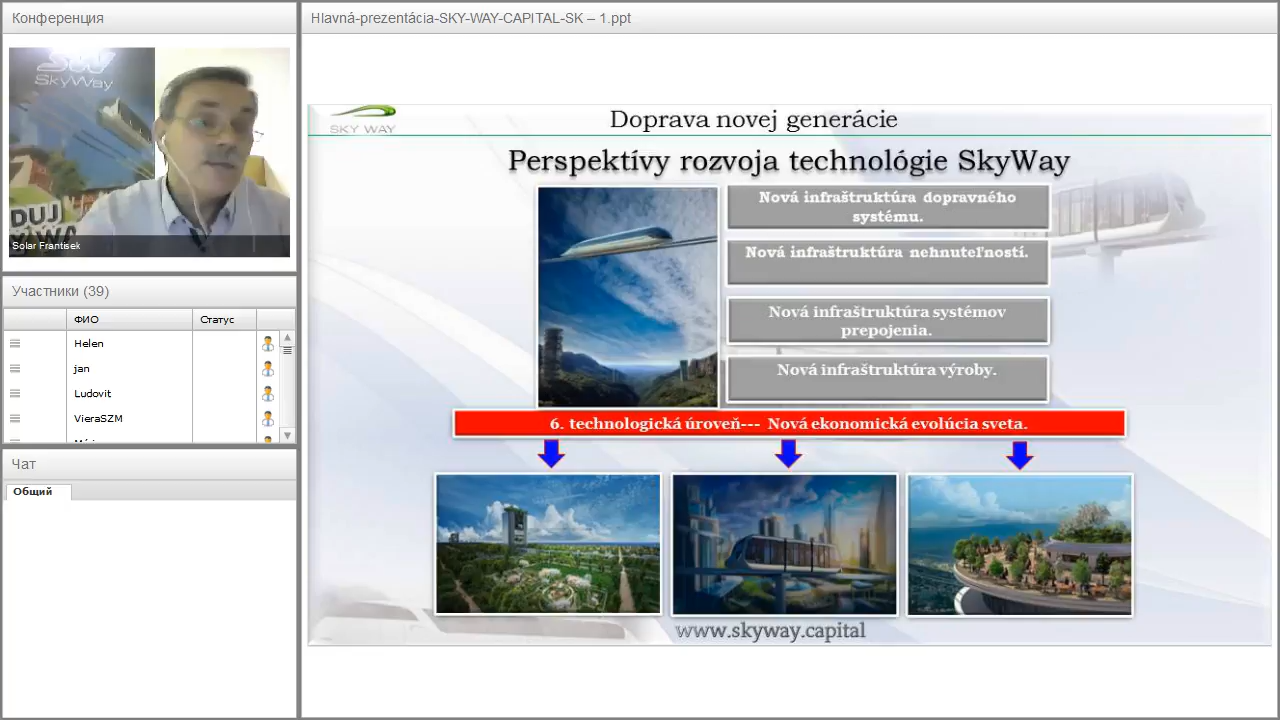 Конференция
SW
SkyWay
DUJ
Solar Frantisek
Участники (39)
ФИО
Статус
Helen
jan
Ludovit
VieraSZM
Чат
Общий
Hlavná-prezentácia-SKY-WAY-CAPITAL-SK – 1.ppt
SKY WAY
Doprava novej generácie
Perspektívy rozvoja technológie SkyWay
Nová infraštruktúra dopravného
systému.
Nová infraštruktúra nehnuteľností.
Nová infraštruktúra systémov
prepojenia.
Nová infraštruktúra výroby.
6. technologická úroveň--- Nová ekonomická evolúcia sveta.
www.skyway.capital